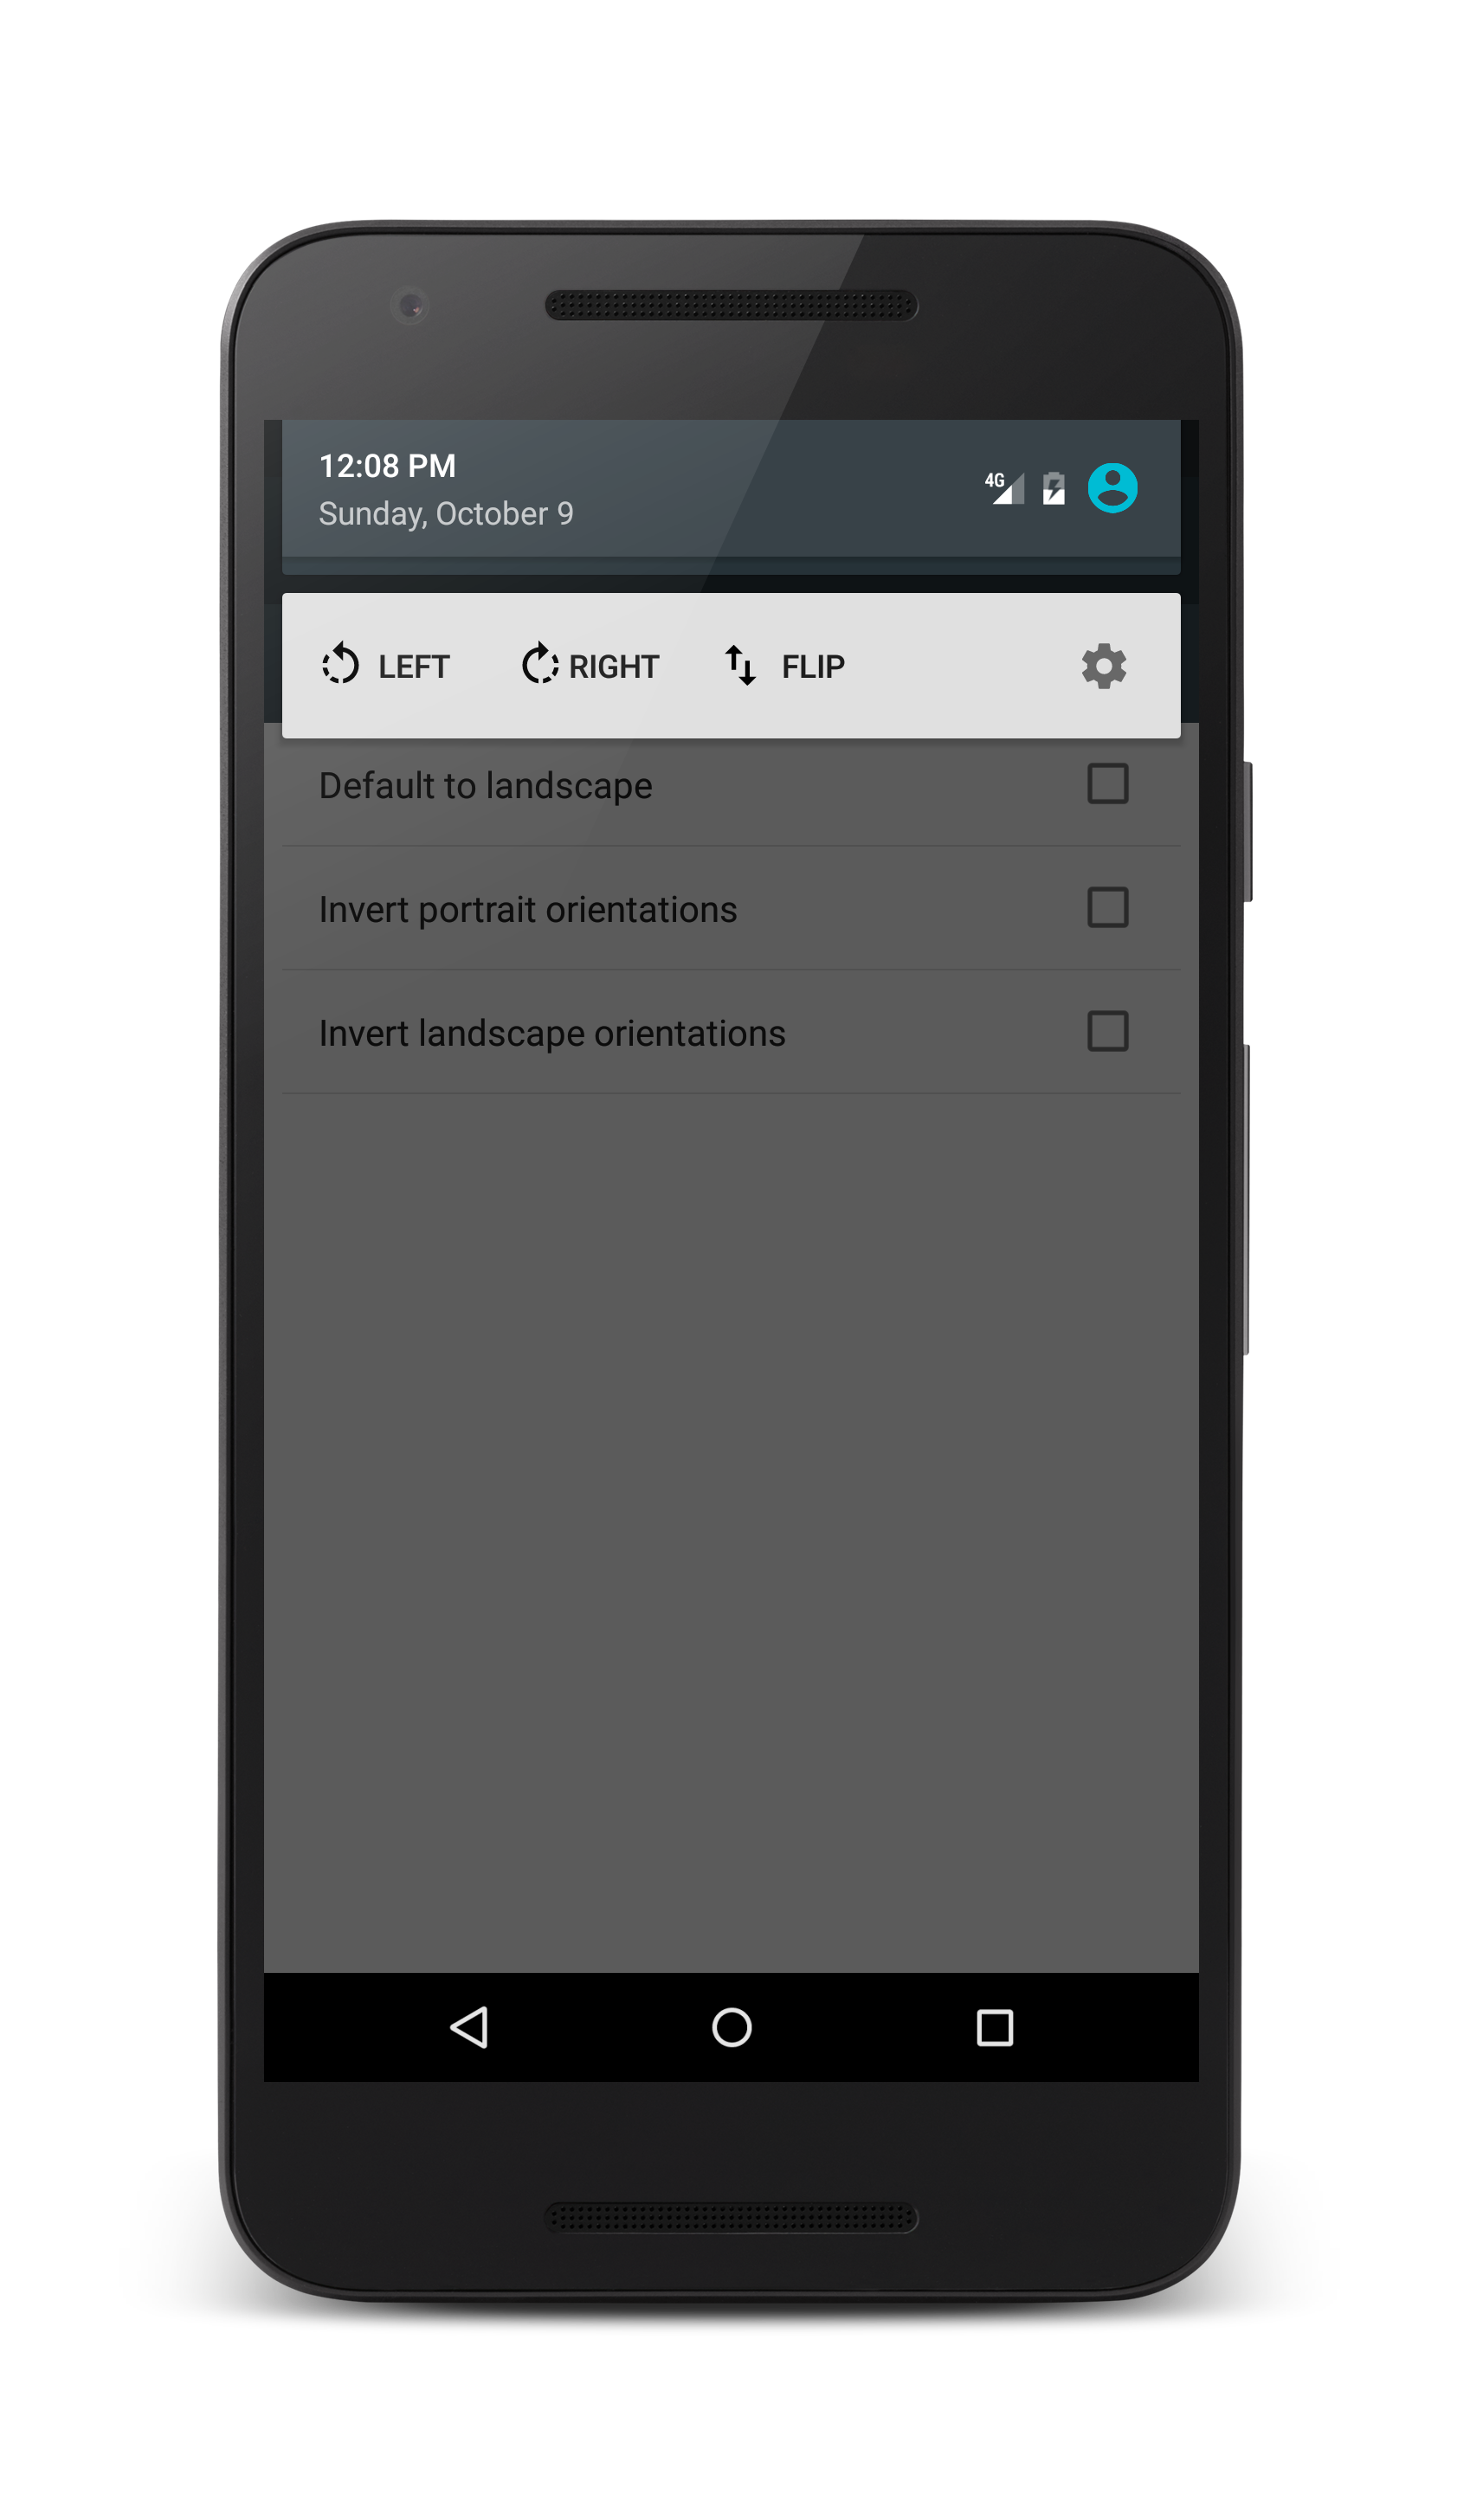 12:08 PM
Sunday, October 9
4G
LEFT RIGHT FLIP
Default to landscape
Invert portrait orientations
Invert landscape orientations